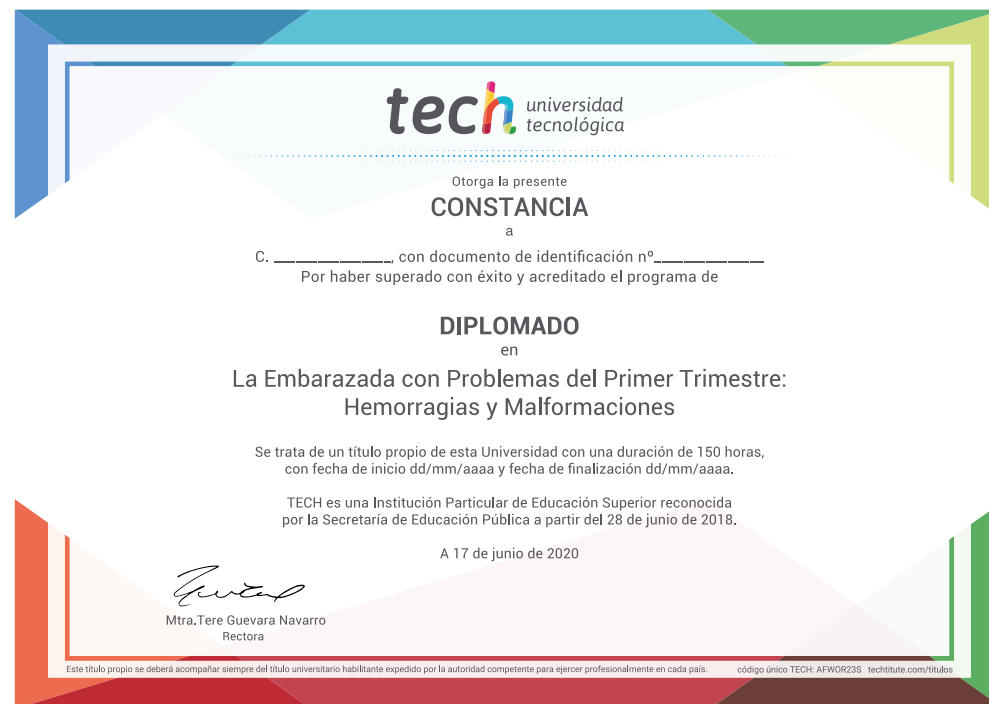 tech universidad
tecnológica
Otorga la presente
CONSTANCIA
a
C. ________________, con documento de identificación nº_______________
Por haber superado con éxito y acreditado el programa de
DIPLOMADO
en
La Embarazada con Problemas del Primer Trimestre:
Hemorragias y Malformaciones
Se trata de un título propio de esta Universidad con una duración de 150 horas,
con fecha de inicio dd/mm/aaaa y fecha de finalización dd/mm/aaaa.
TECH es una Institución Particular de Educación Superior reconocida
por la Secretaría de Educación Pública a partir del 28 de junio de 2018.
A 17 de junio de 2020
Mtra.Tere Guevara Navarro
Rectora
Este título propio se deberá acompañar siempre del título universitario habilitante expedido por la autoridad competente para ejercer profesionalmente en cada país. código único TECH: AFWOR23S techtitute.com/titulos